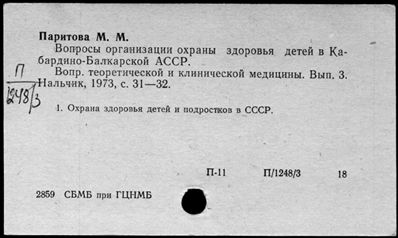 Паритова М. М.
Вопросы организации охраны здоровья детей в Ка-
бардино-Балкарской АССР.
Вопр. теоретической и клинической медицины. Вып. 3.
Нальчик, 1973, с. 31—32.
П
1248/3
1. Охрана здоровья детей и подростков в СССР.
П-11 П/1248/3 18
2859 СБМБ при ГЦНМБ